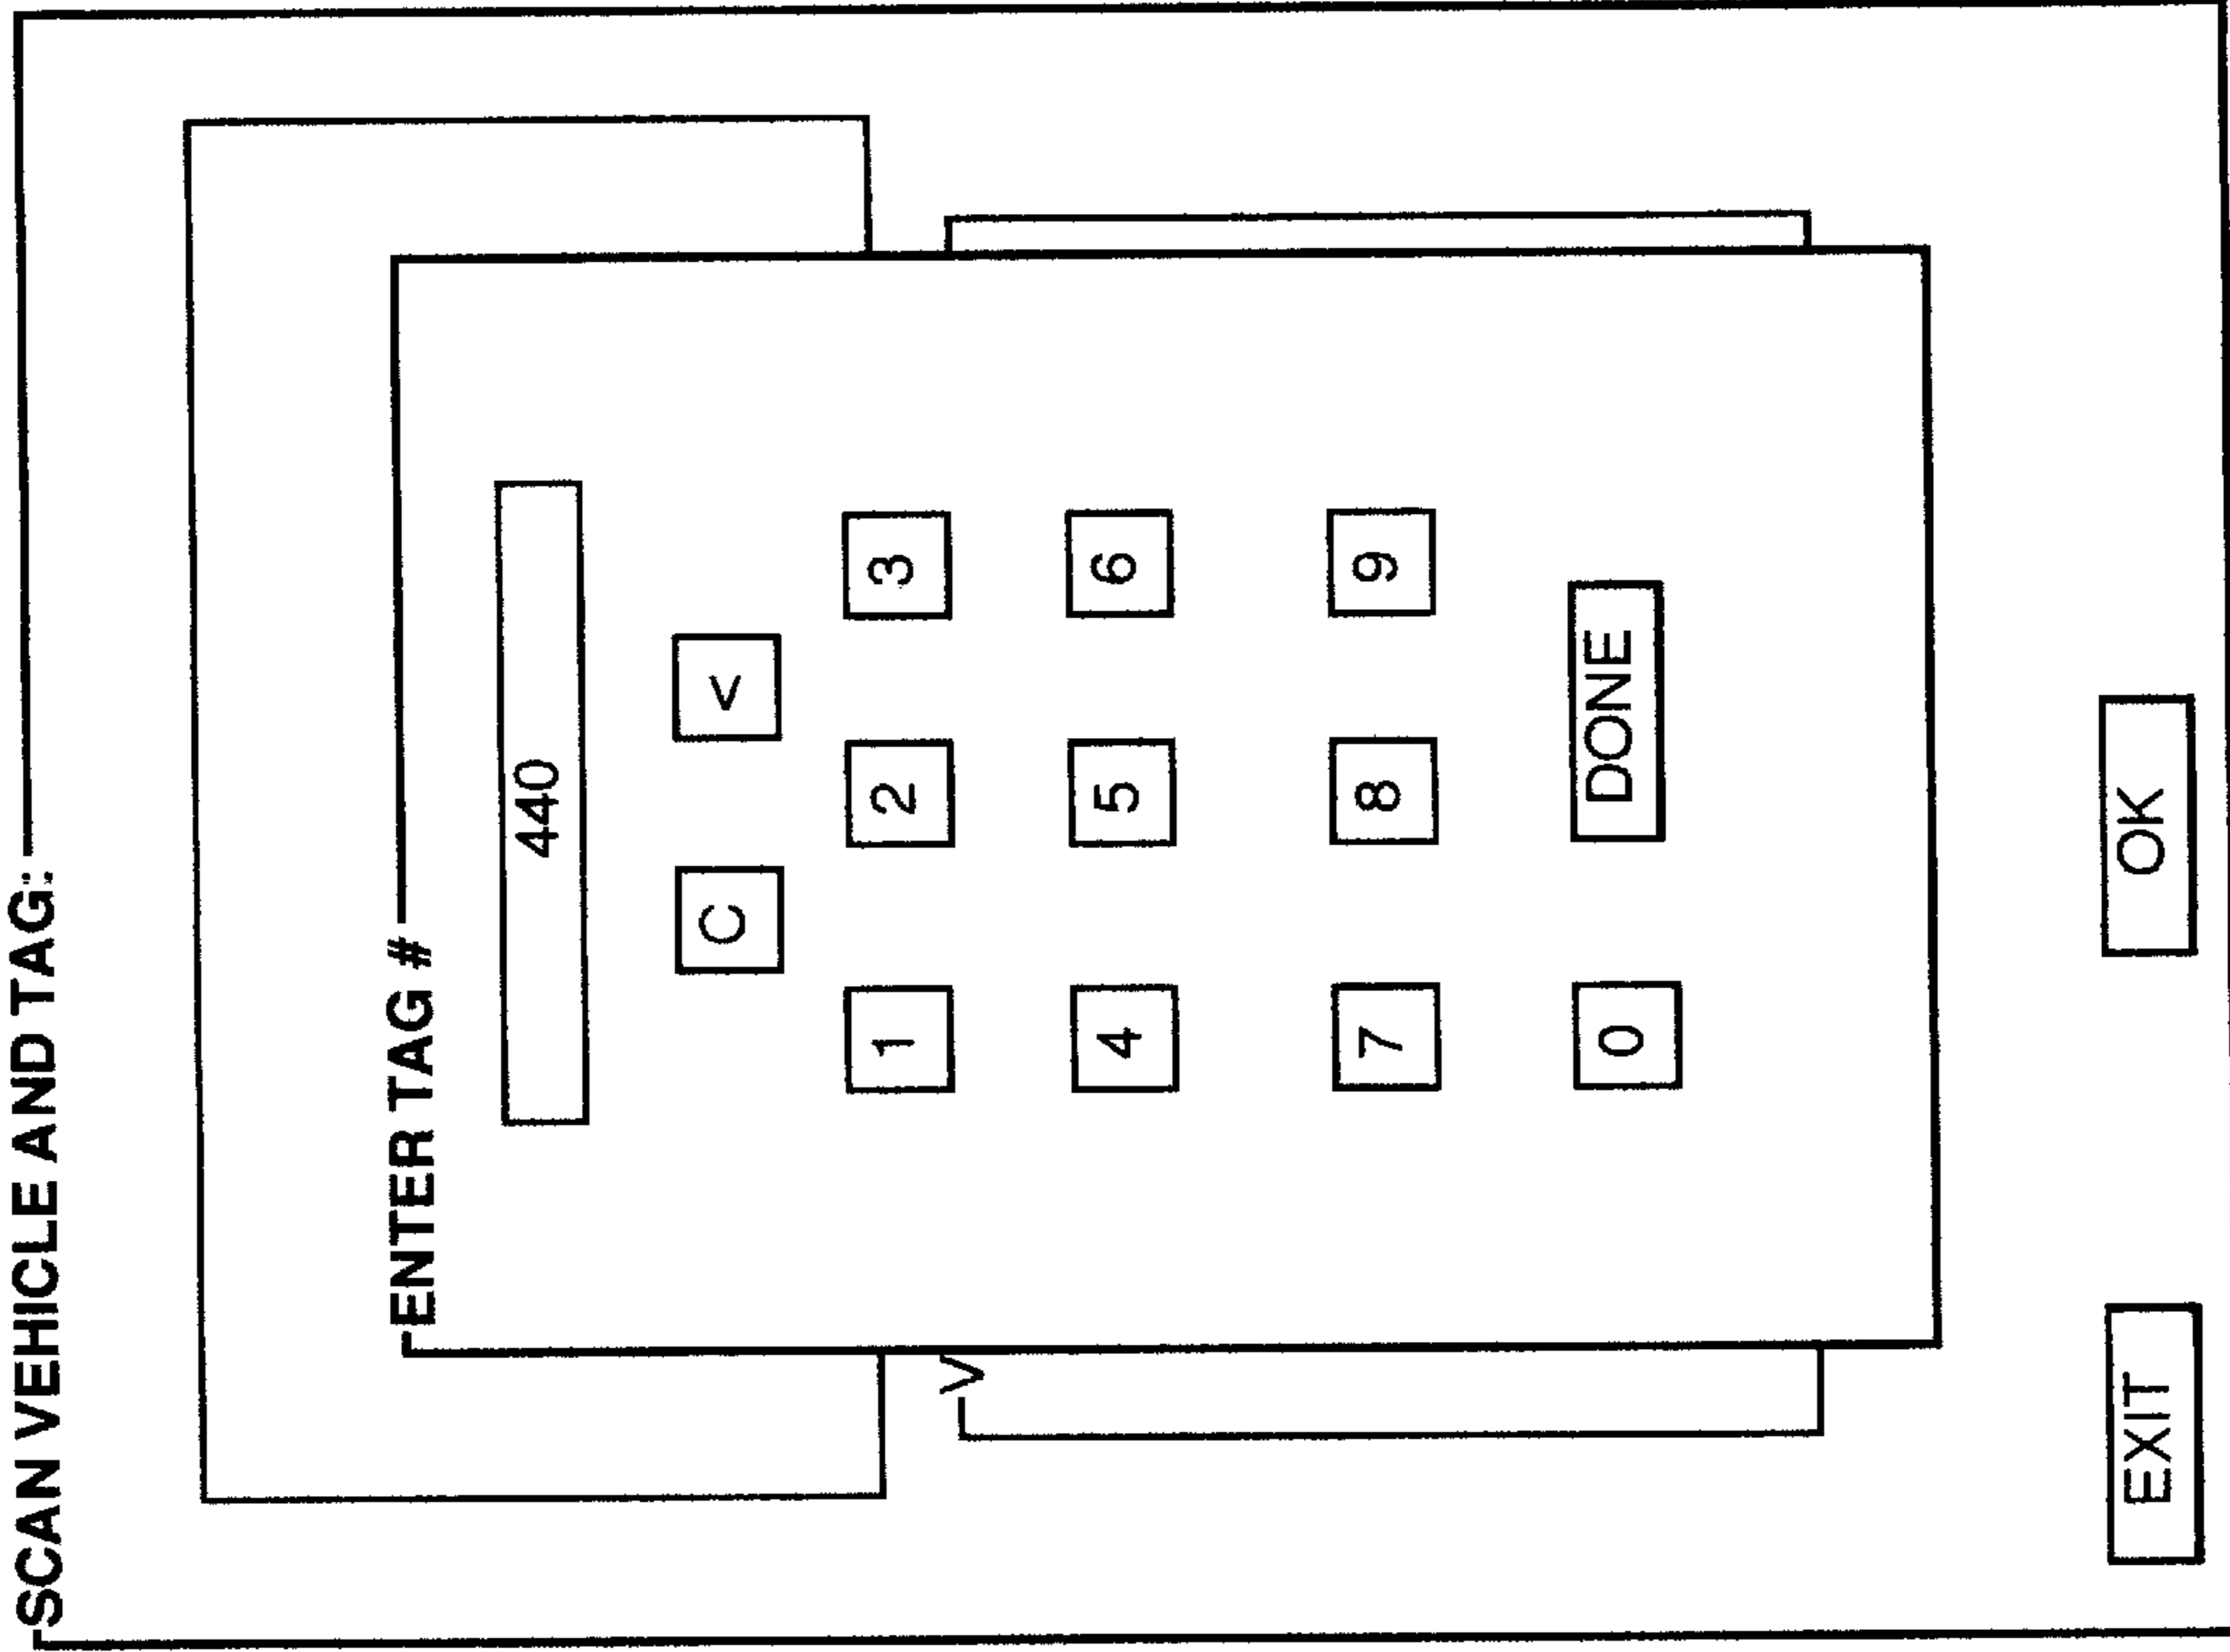 SCAN VEHICLE AND TAG:
ENTER TAG #
440
C <
1 2 3
4 5 6
7 8 9
0 DONE
V
EXIT OK